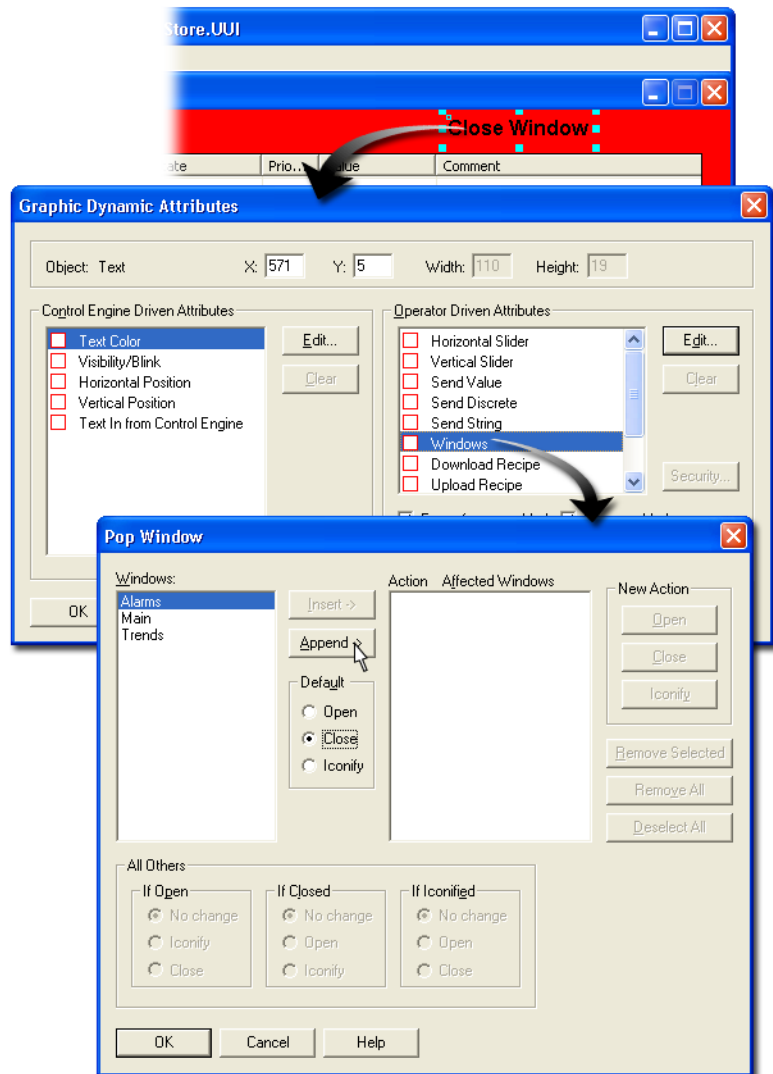 Store.UUI
Close Window
Prio... Value Comment
Graphic Dynamic Attributes
Object: Text X: 571 Y: 5 Width: 110 Height: 19
Control Engine Driven Attributes
Text Color
Visibility/Blink
Horizontal Position
Vertical Position
Text In from Control Engine
Edit...
Clear
Operator Driven Attributes
Horizontal Slider
Vertical Slider
Send Value
Send Discrete
Send String
Windows
Download Recipe
Upload Recipe
Edit...
Clear
Security...
OK
Pop Window
Windows:
Alarms
Main
Trends
Insert ->
Append ->
Default
Open
Close
Iconify
Action Affected Windows
New Action
Open
Close
Iconify
Remove Selected
Remove All
Deselect All
All Others
If Open
No change
Iconify
Close
If Closed
No change
Open
Iconify
If Iconified
No change
Open
Close
OK Cancel Help